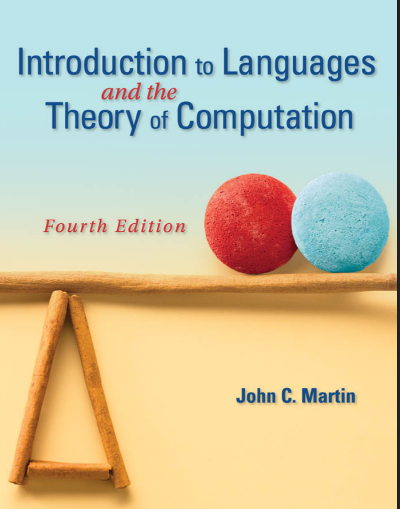 Introduction to Languages
and the
Theory of Computation
Fourth Edition
John C. Martin